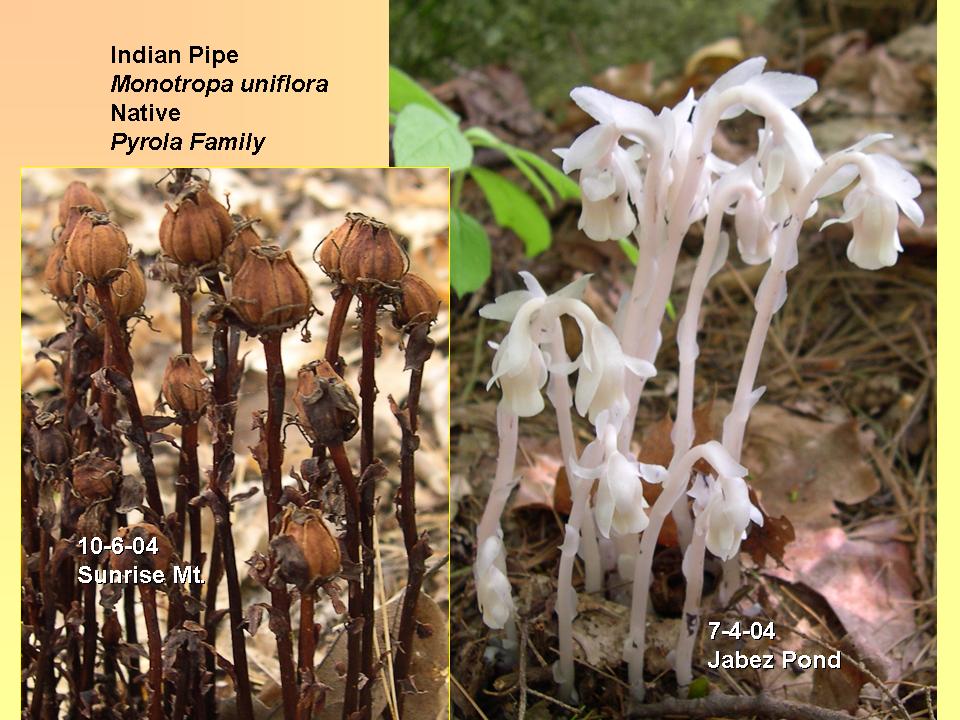 Indian Pipe
Monotropa uniflora
Native
Pyrola Family
10-6-04
Sunrise Mt.
7-4-04
Jabez Pond